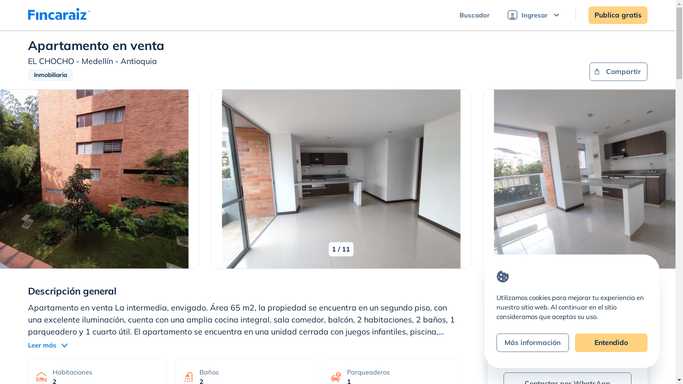 Fincaraiz
Buscador
Ingresar
Publica gratis
Apartamento en venta
EL CHOCHO - Medellín - Antioquia
Inmobiliaria
Compartir
1 / 11
Descripción general
Apartamento en venta La intermedia, envigado. Área 65 m2, la propiedad se encuentra en un segundo piso, con
una excelente iluminación, cuenta con una amplia cocina integral, sala comedor, balcón, 2 habitaciones, 2 baños, 1
parqueadero y 1 cuarto útil. El apartamento se encuentra en una unidad cerrada con juegos infantiles, piscina,...
Leer más
Habitaciones
2
Baños
2
Parqueaderos
1
Utilizamos cookies para mejorar tu experiencia en
nuestro sitio web. Al continuar en el sitio
consideramos que aceptas su uso.
Más información
Entendido
Contactar por WhatsApp